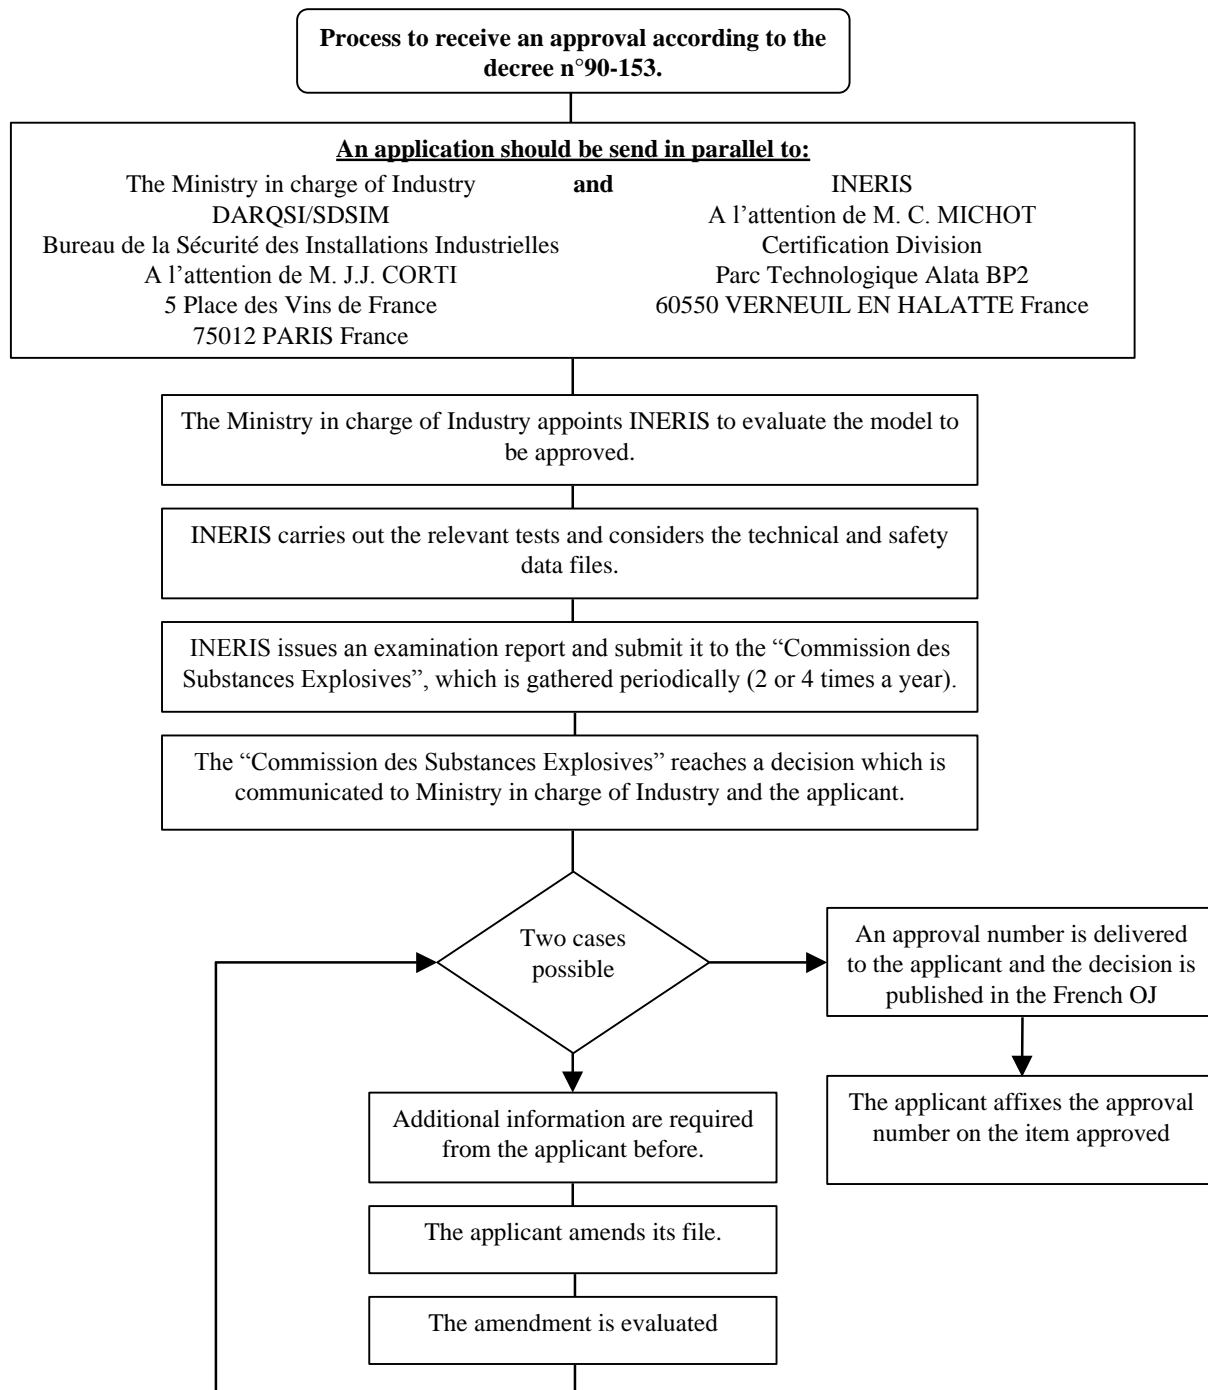 Process to receive an approval according to the
decree n°90-153.
An application should be send in parallel to:
The Ministry in charge of Industry
DARQSI/SDSIM
Bureau de la Sécurité des Installations Industrielles
A l’attention de M. J.J. CORTI
5 Place des Vins de France
75012 PARIS France
and
INERIS
A l’attention de M. C. MICHOT
Certification Division
Parc Technologique Alata BP2
60550 VERNEUIL EN HALATTE France
The Ministry in charge of Industry appoints INERIS to evaluate the model to
be approved.
INERIS carries out the relevant tests and considers the technical and safety
data files.
INERIS issues an examination report and submit it to the “Commission des
Substances Explosives”, which is gathered periodically (2 or 4 times a year).
The “Commission des Substances Explosives” reaches a decision which is
communicated to Ministry in charge of Industry and the applicant.
Two cases
possible
An approval number is delivered
to the applicant and the decision is
published in the French OJ
The applicant affixes the approval
number on the item approved
Additional information are required
from the applicant before.
The applicant amends its file.
The amendment is evaluated